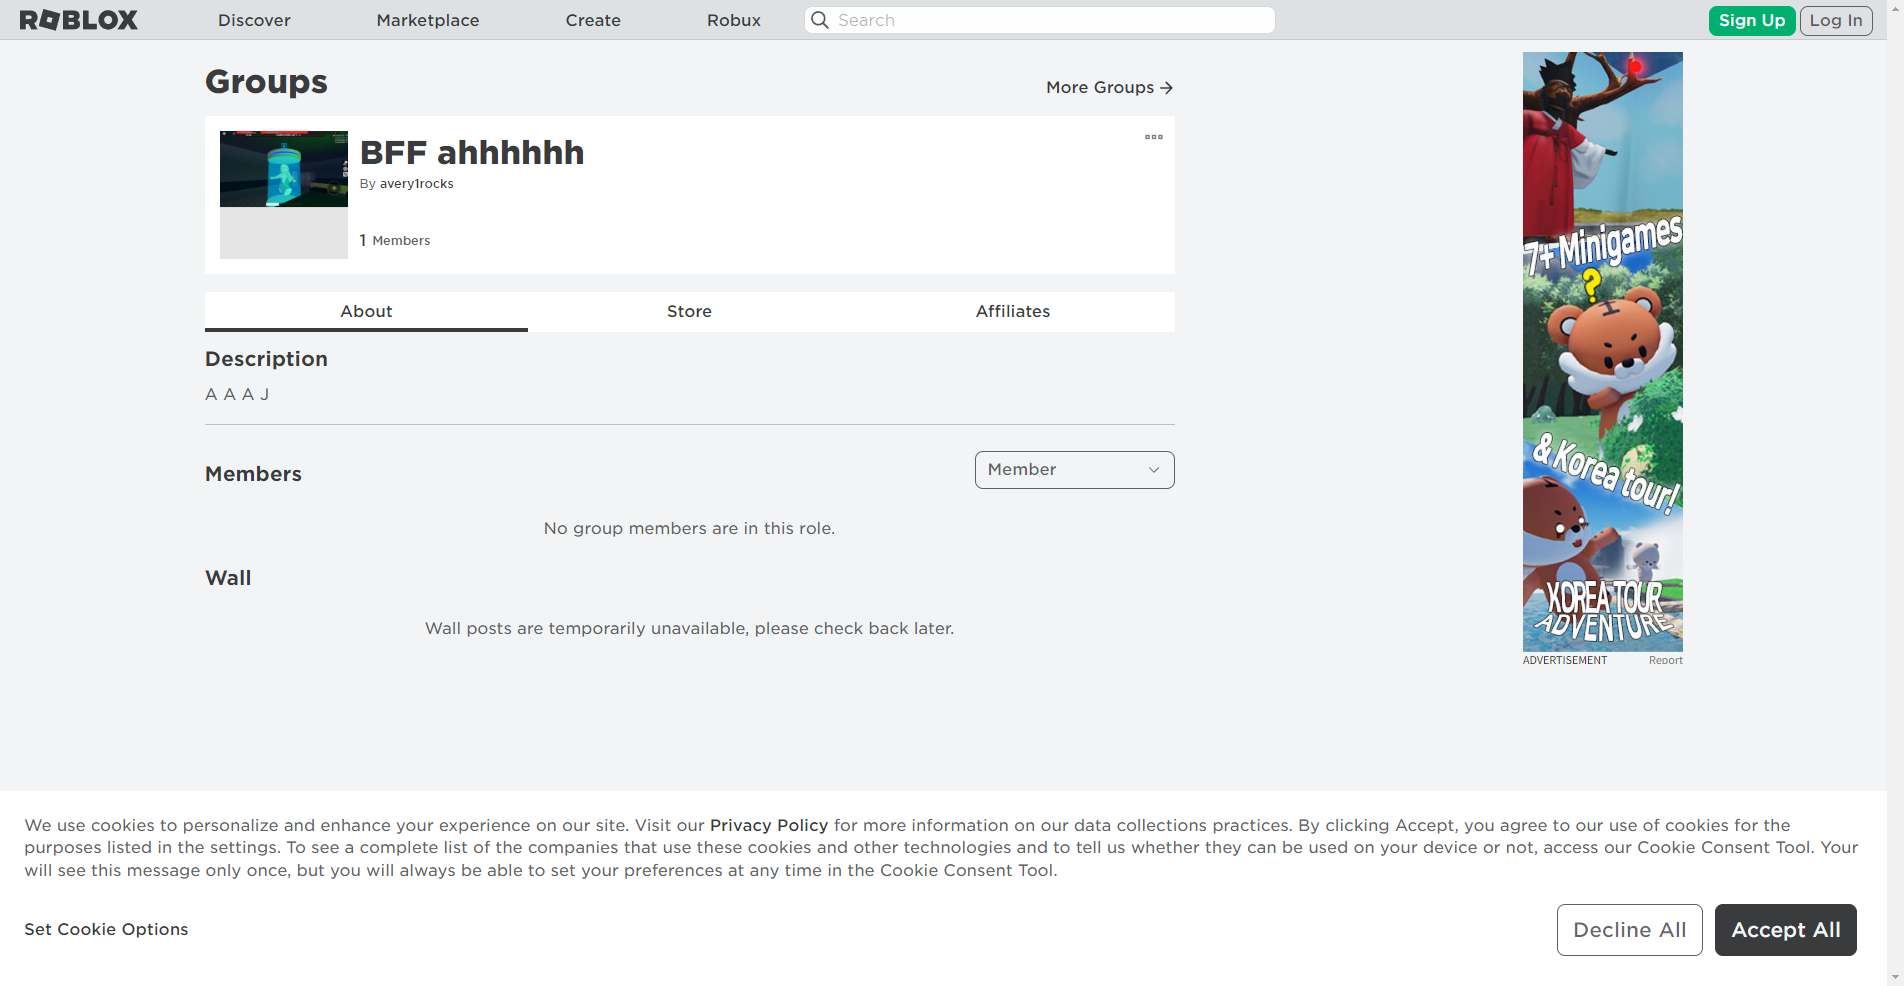 ROBLOX
Discover
Marketplace
Create
Robux
Search
Sign Up
Log In
Groups
More Groups →
BFF ahhhhhh
By avery1rocks
1 Members
About
Store
Affiliates
Description
A A A J
Members
Member
No group members are in this role.
Wall
Wall posts are temporarily unavailable, please check back later.
7+ Minigames
?
& Korea tour!
KOREA TOUR
ADVENTURE
ADVERTISEMENT
Report
We use cookies to personalize and enhance your experience on our site. Visit our Privacy Policy for more information on our data collections practices. By clicking Accept, you agree to our use of cookies for the
purposes listed in the settings. To see a complete list of the companies that use these cookies and other technologies and to tell us whether they can be used on your device or not, access our Cookie Consent Tool. Your
will see this message only once, but you will always be able to set your preferences at any time in the Cookie Consent Tool.
Set Cookie Options
Decline All
Accept All